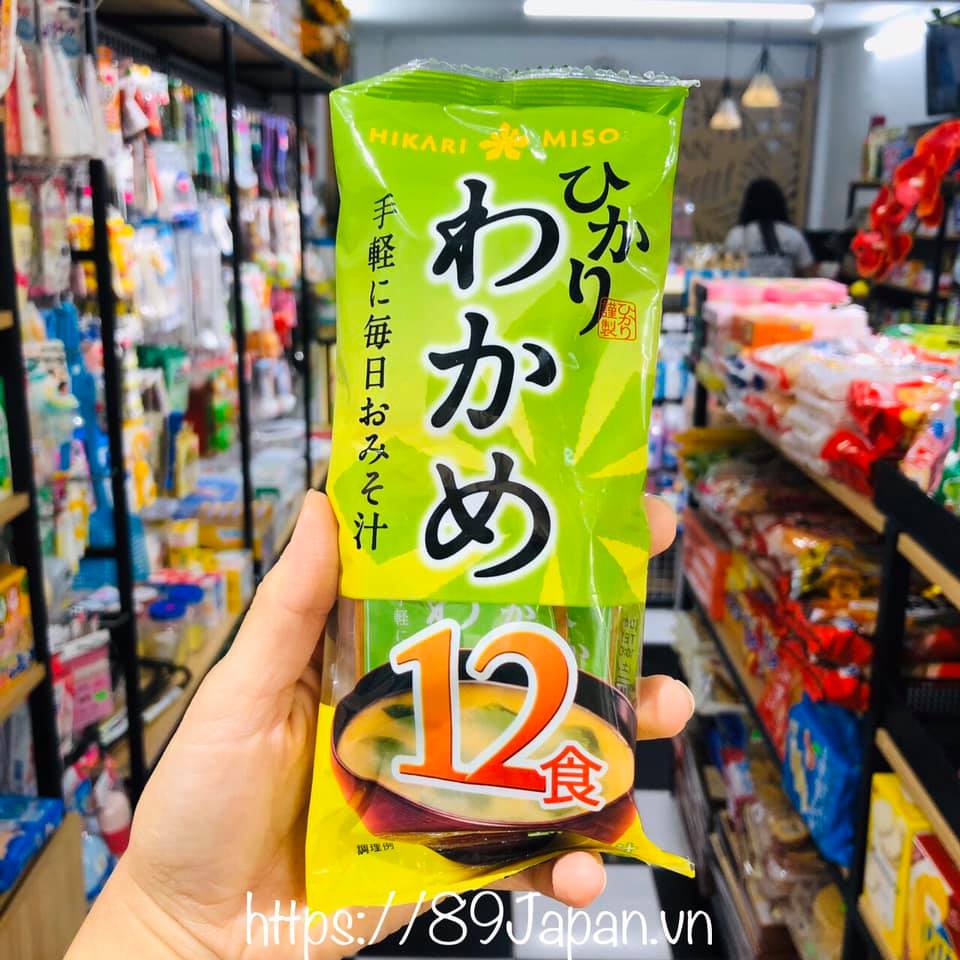 HIKARI MISO
ひかり
ひかり
謹製
わかめ
手軽に毎日おみそ汁
12食
調理例
https://89Japan.vn